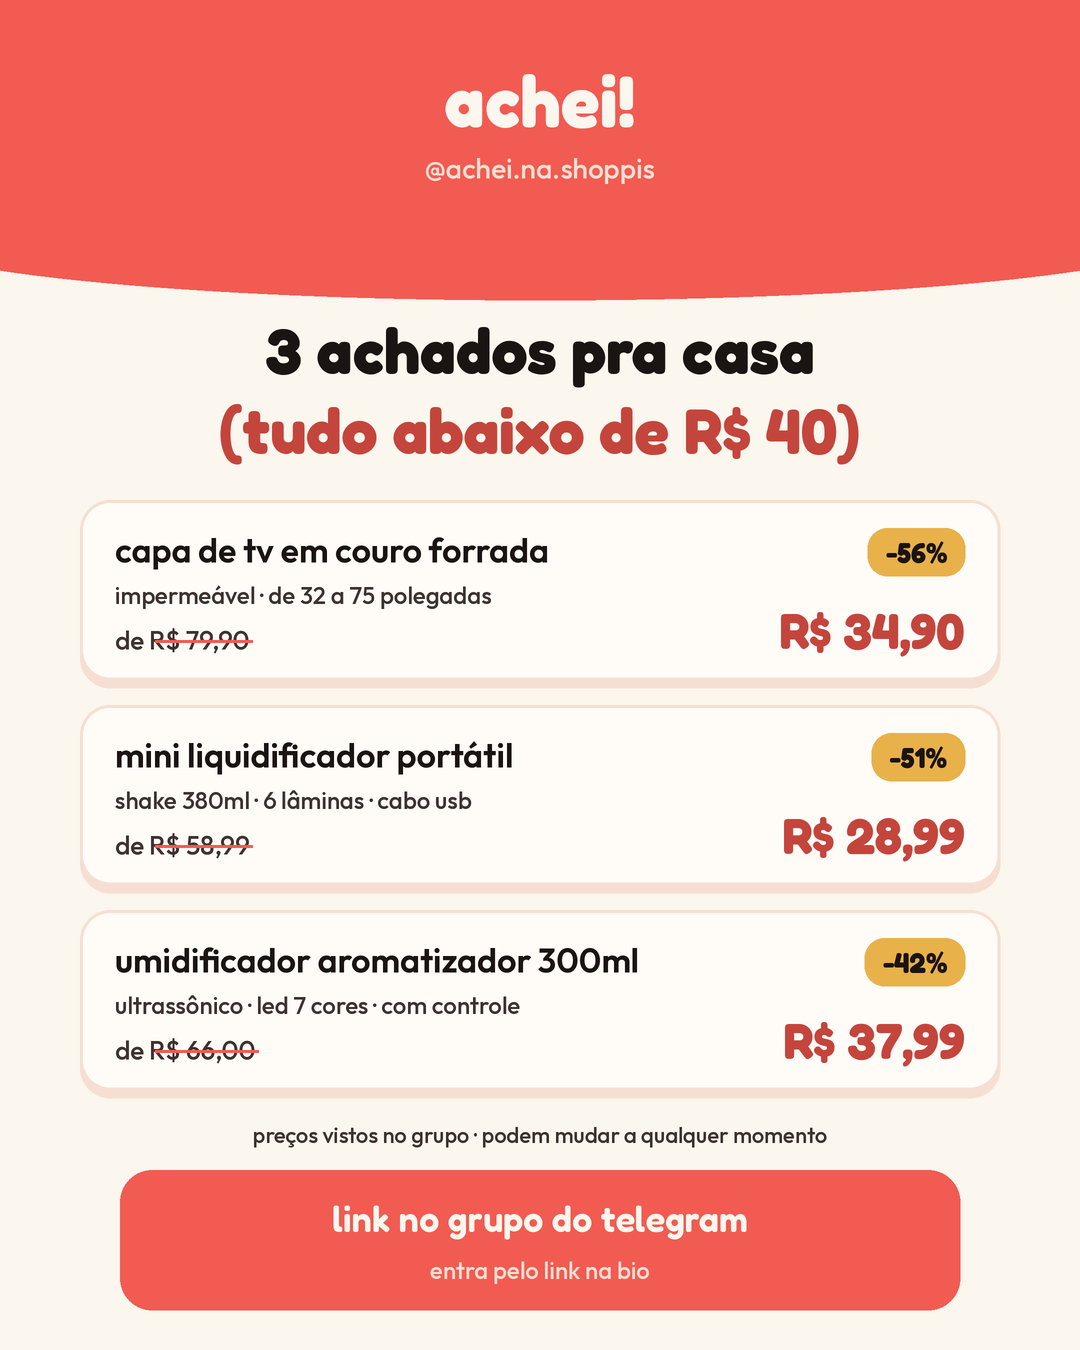 achei!
@achei.na.shoppis
3 achados pra casa
(tudo abaixo de R$ 40)
capa de tv em couro forrada
-56%
impermeável · de 32 a 75 polegadas
de R$ 79,90
R$ 34,90
mini liquidificador portátil
-51%
shake 380ml · 6 lâminas · cabo usb
de R$ 58,99
R$ 28,99
umidificador aromatizador 300ml
-42%
ultrassônico · led 7 cores · com controle
de R$ 66,00
R$ 37,99
preços vistos no grupo · podem mudar a qualquer momento
link no grupo do telegram
entra pelo link na bio